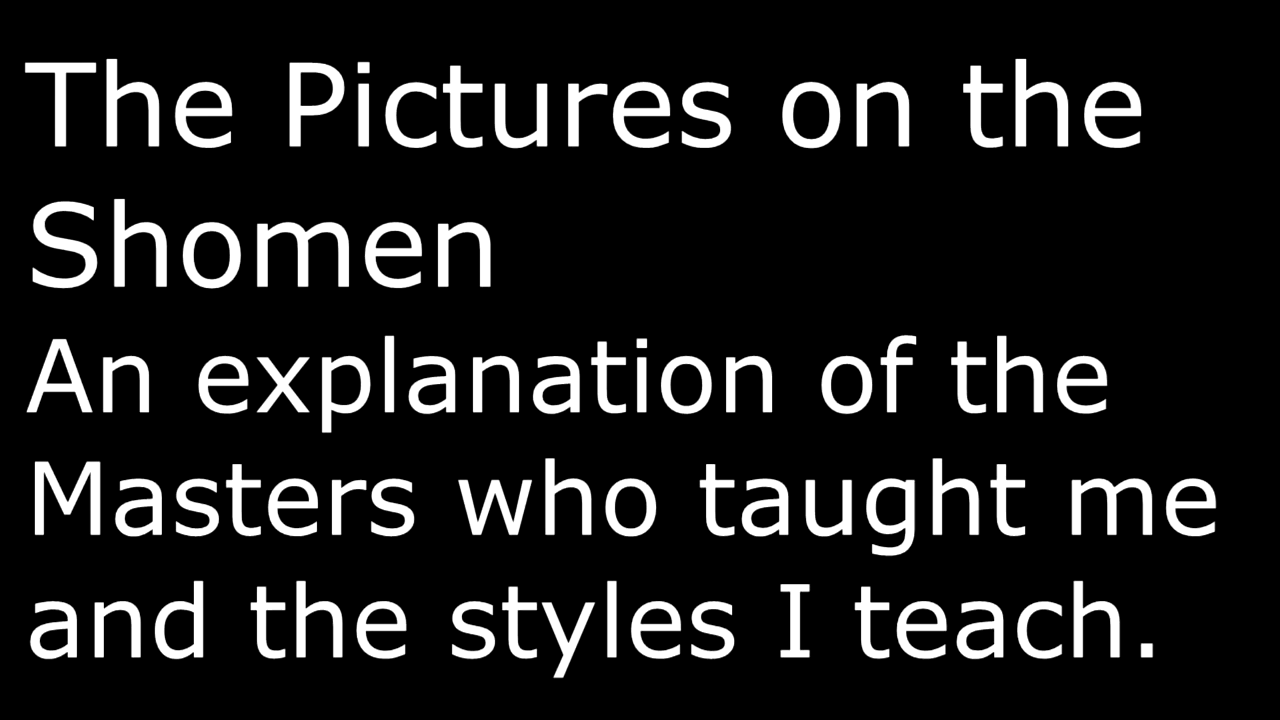 The Pictures on the
Shomen
An explanation of the
Masters who taught me
and the styles I teach.